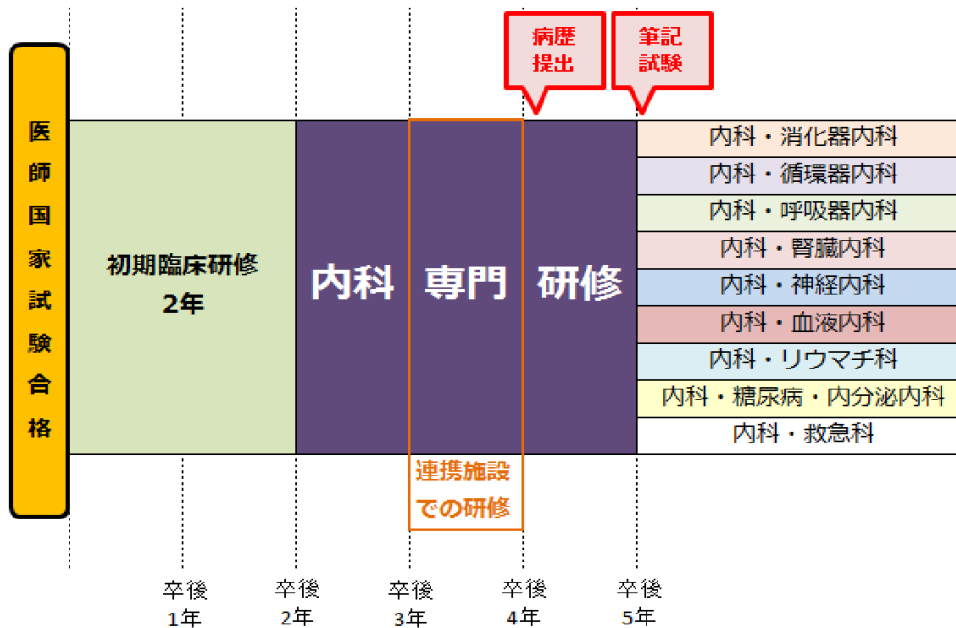 医師国家試験合格
病歴
提出
筆記
試験
初期臨床研修
2年
内科 専門 研修
連携施設
での研修
内科・消化器内科
内科・循環器内科
内科・呼吸器内科
内科・腎臓内科
内科・神経内科
内科・血液内科
内科・リウマチ科
内科・糖尿病・内分泌内科
内科・救急科
卒後
1年
卒後
2年
卒後
3年
卒後
4年
卒後
5年